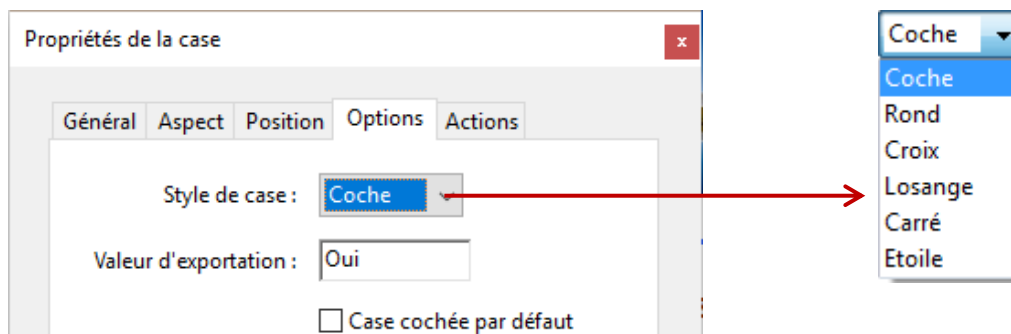 Propriétés de la case
x
Général Aspect Position Options Actions
Style de case : Coche
Valeur d'exportation : Oui
Case cochée par défaut
Coche
Coche
Rond
Croix
Losange
Carré
Etoile